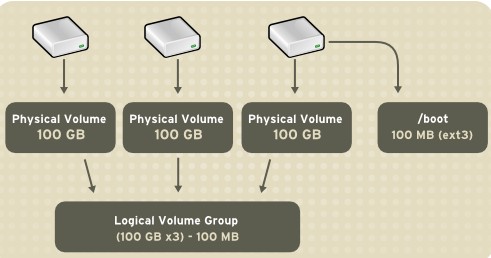 Physical Volume
100 GB
Physical Volume
100 GB
Physical Volume
100 GB
/boot
100 MB (ext3)
Logical Volume Group
(100 GB x3) - 100 MB